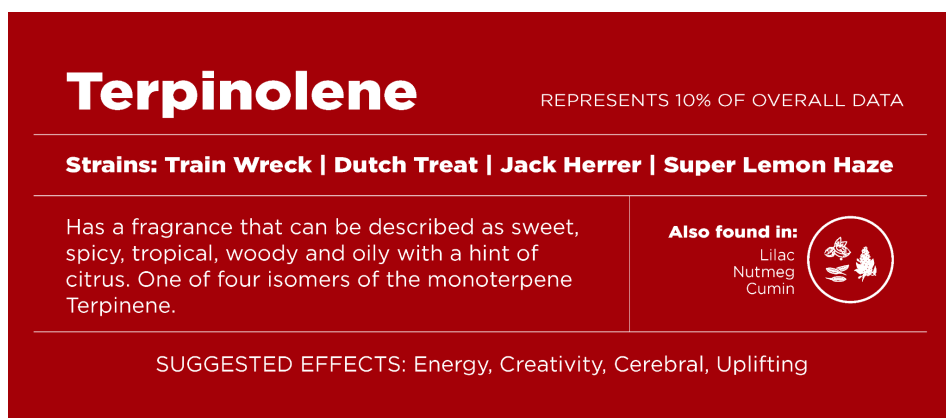 Terpinolene
REPRESENTS 10% OF OVERALL DATA
Strains: Train Wreck | Dutch Treat | Jack Herrer | Super Lemon Haze
Has a fragrance that can be described as sweet,
spicy, tropical, woody and oily with a hint of
citrus. One of four isomers of the monoterpene
Terpinene.
Also found in:
Lilac
Nutmeg
Cumin
SUGGESTED EFFECTS: Energy, Creativity, Cerebral, Uplifting